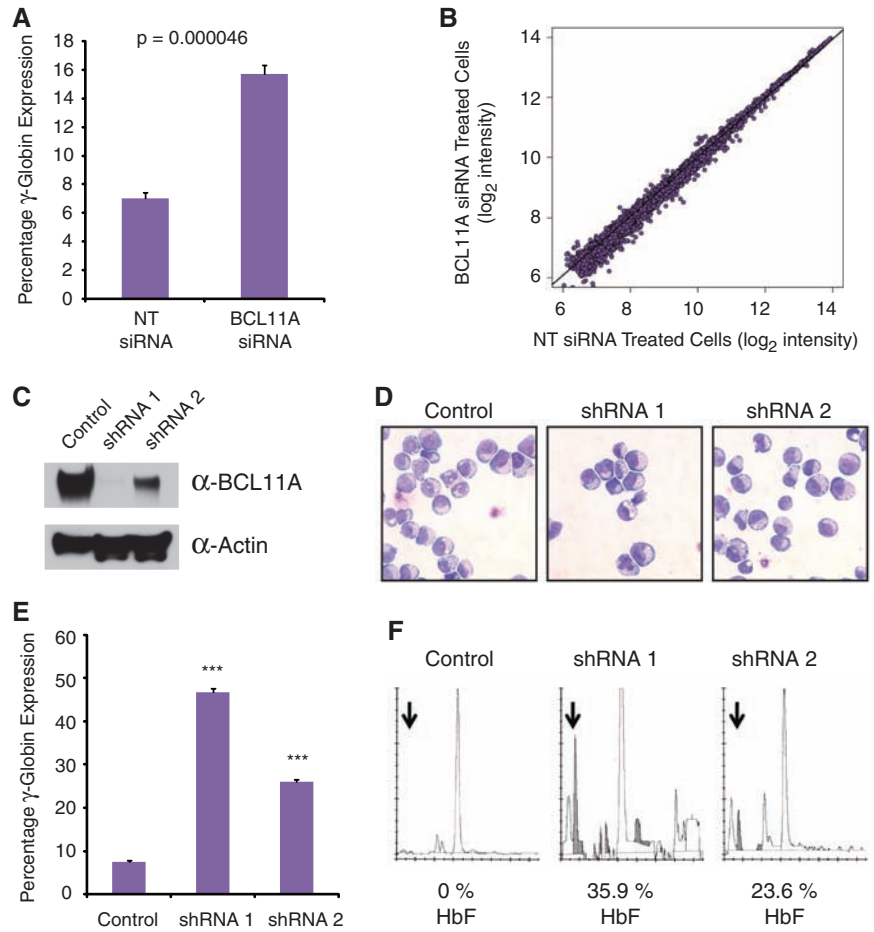 A
p = 0.000046
Percentage γ-Globin Expression
18
16
14
12
10
8
6
4
2
0
NT
siRNA
BCL11A
siRNA
B
BCL11A siRNA Treated Cells
(log2 intensity)
14
12
10
8
6
6 8 10 12 14
NT siRNA Treated Cells (log2 intensity)
C
Control
shRNA 1
shRNA 2
α-BCL11A
α-Actin
D
Control shRNA 1 shRNA 2
E
Percentage γ-Globin Expression
60
50
40
30
20
10
0
***
***
Control shRNA 1 shRNA 2
F
Control shRNA 1 shRNA 2
0 % 35.9 % 23.6 %
HbF HbF HbF